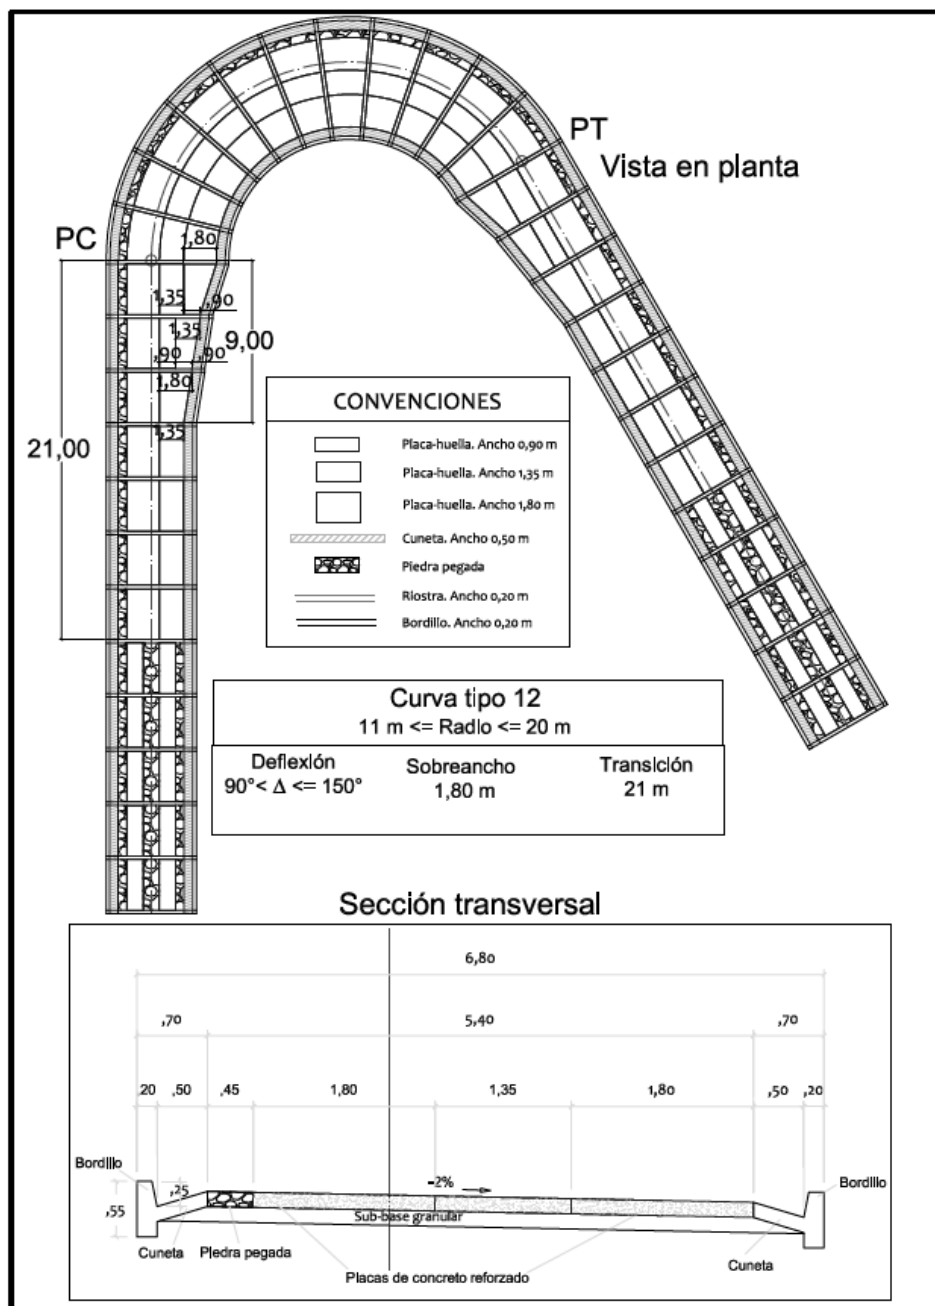 PT
Vista en planta
PC
1,80
1,35
,90
1,35
9,00
,90
,90
1,80
21,00
1,35
CONVENCIONES
Placa-huella. Ancho 0,90 m
Placa-huella. Ancho 1,35 m
Placa-huella. Ancho 1,80 m
Cuneta. Ancho 0,50 m
Piedra pegada
Riostra. Ancho 0,20 m
Bordillo. Ancho 0,20 m
Curva tipo 12
11 m <= Radio <= 20 m
Deflexión Sobreancho Transición
90°< Δ <= 150° 1,80 m 21 m
Sección transversal
6,80
,70 5,40 ,70
,20 ,50 ,45 1,80 1,35 1,80 ,50 ,20
Bordillo
-2%
Bordillo
,25
,55
Sub-base granular
Cuneta Piedra pegada
Cuneta
Placas de concreto reforzado